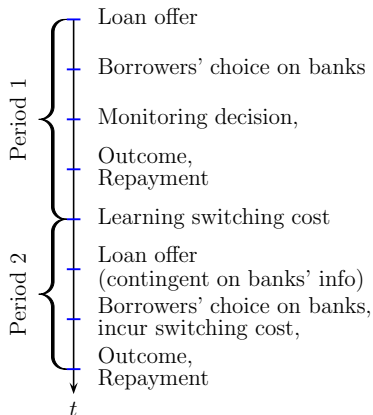 Loan offer
Borrowers' choice on banks
Monitoring decision,
Outcome,
Repayment
Learning switching cost
Loan offer
(contingent on banks' info)
Borrowers' choice on banks,
incur switching cost,
Outcome,
Repayment
Period 1
Period 2
t